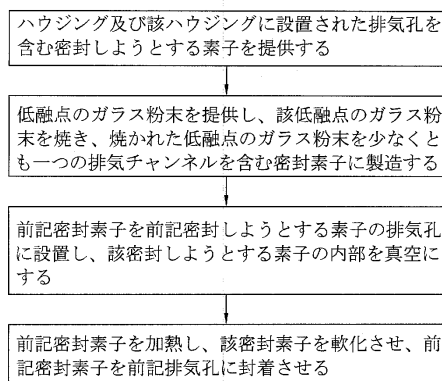 ハウジング及び該ハウジングに設置された排気孔を
含む密封しようとする素子を提供する
低融点のガラス粉末を提供し、該低融点のガラス粉
末を焼き、焼かれた低融点のガラス粉末を少なくと
も一つの排気チャンネルを含む密封素子に製造する
前記密封素子を前記密封しようとする素子の排気孔
に設置し、該密封しようとする素子の内部を真空に
する
前記密封素子を加熱し、該密封素子を軟化させ、前
記密封素子を前記排気孔に封着させる